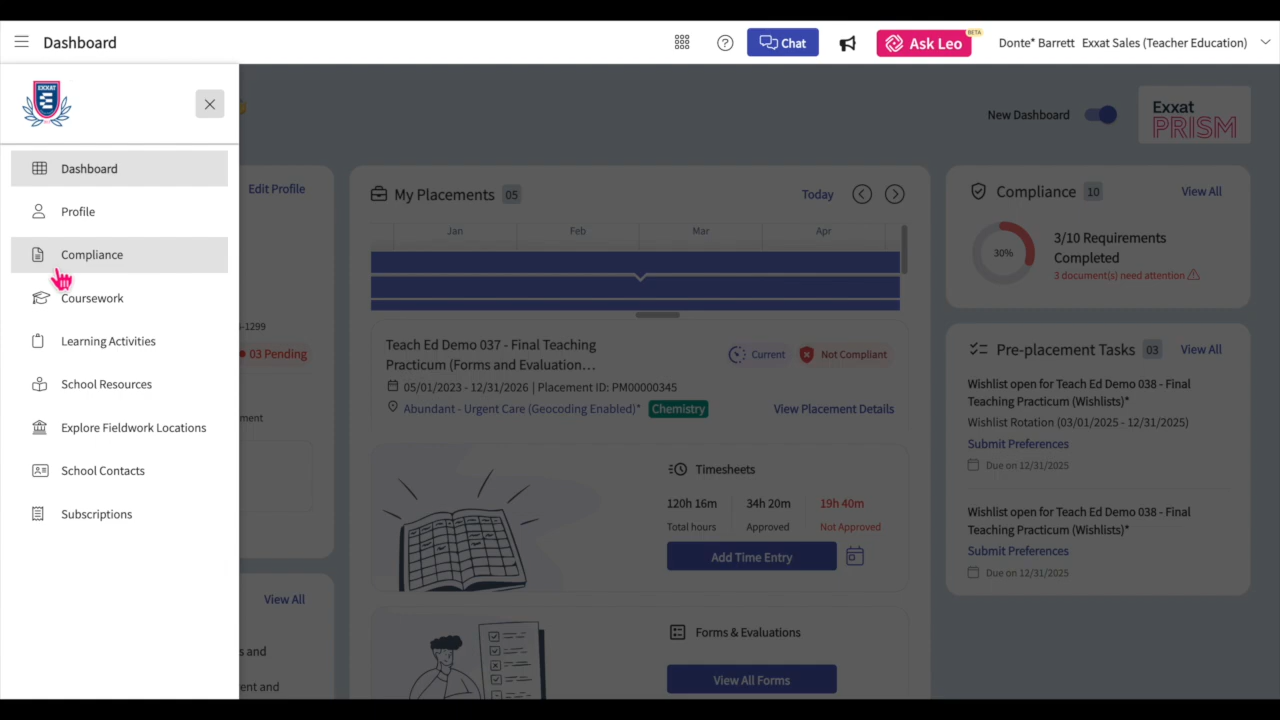 Dashboard
Chat
Ask Leo
BETA
Donte* Barrett Exxat Sales (Teacher Education)
EXXAT
Dashboard
Profile
Compliance
Coursework
Learning Activities
School Resources
Explore Fieldwork Locations
School Contacts
Subscriptions
New Dashboard
Exxat
PRISM
Edit Profile
-1299
03 Pending
ment
View All
s and
ent and
My Placements 05
Today
Jan Feb Mar Apr
Teach Ed Demo 037 - Final Teaching
Practicum (Forms and Evaluation...
Current
Not Compliant
05/01/2023 - 12/31/2026 | Placement ID: PM00000345
Abundant - Urgent Care (Geocoding Enabled)* Chemistry
View Placement Details
Timesheets
120h 16m 34h 20m 19h 40m
Total hours Approved Not Approved
Add Time Entry
Forms & Evaluations
View All Forms
Compliance 10 View All
30%
3/10 Requirements
Completed
3 document(s) need attention
Pre-placement Tasks 03 View All
Wishlist open for Teach Ed Demo 038 - Final
Teaching Practicum (Wishlists)*
Wishlist Rotation (03/01/2025 - 12/31/2025)
Submit Preferences
Due on 12/31/2025
Wishlist open for Teach Ed Demo 038 - Final
Teaching Practicum (Wishlists)*
Submit Preferences
Due on 12/31/2025